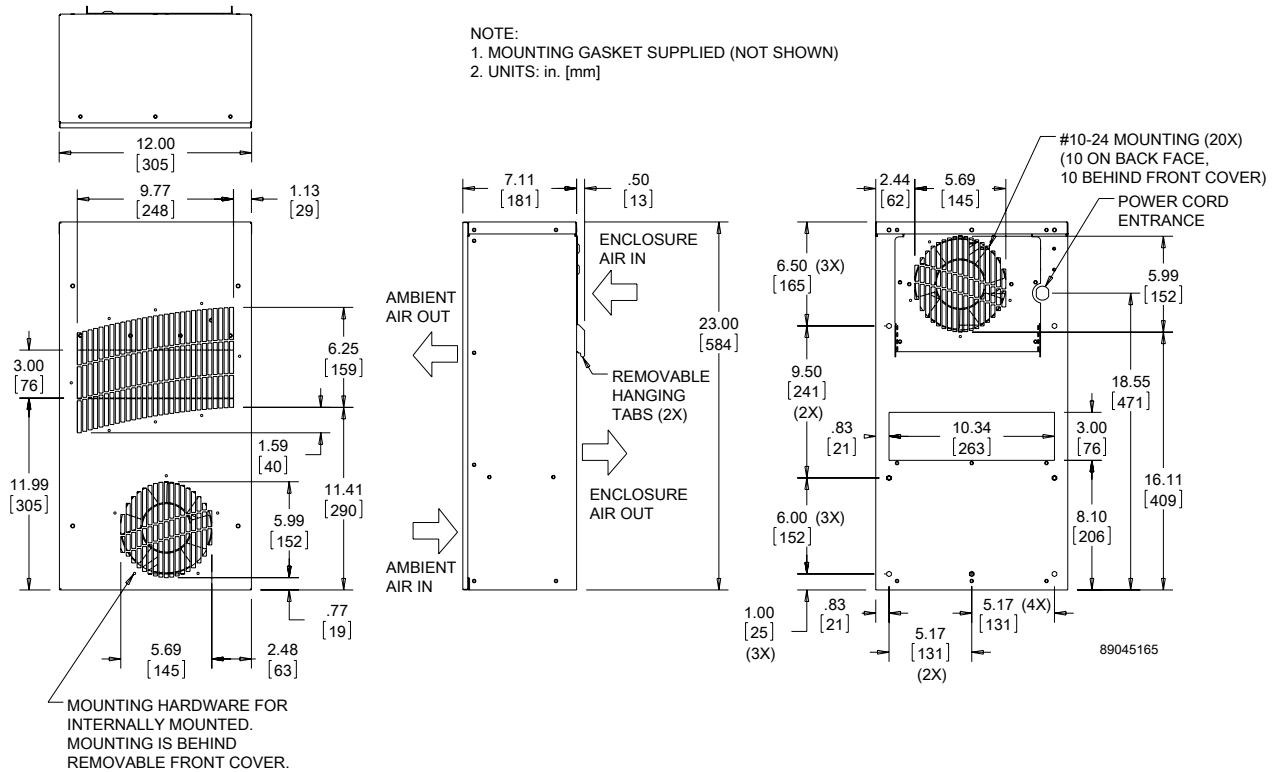 NOTE:
1. MOUNTING GASKET SUPPLIED (NOT SHOWN)
2. UNITS: in. [mm]
12.00
[305]
9.77
[248]
1.13
[29]
3.00
[76]
11.99
[305]
6.25
[159]
1.59
[40]
11.41
[290]
5.99
[152]
.77
[19]
5.69
[145]
2.48
[63]
MOUNTING HARDWARE FOR
INTERNALLY MOUNTED.
MOUNTING IS BEHIND
REMOVABLE FRONT COVER.
7.11
[181]
.50
[13]
ENCLOSURE
AIR IN
AMBIENT
AIR OUT
23.00
[584]
REMOVABLE
HANGING
TABS (2X)
ENCLOSURE
AIR OUT
AMBIENT
AIR IN
#10-24 MOUNTING (20X)
(10 ON BACK FACE,
10 BEHIND FRONT COVER)
POWER CORD
ENTRANCE
2.44
[62]
5.69
[145]
6.50 (3X)
[165]
5.99
[152]
9.50
[241]
(2X)
18.55
[471]
.83
[21]
10.34
[263]
3.00
[76]
16.11
[409]
8.10
[206]
6.00 (3X)
[152]
1.00
[25]
(3X)
.83
[21]
5.17 (4X)
[131]
5.17
[131]
(2X)
89045165